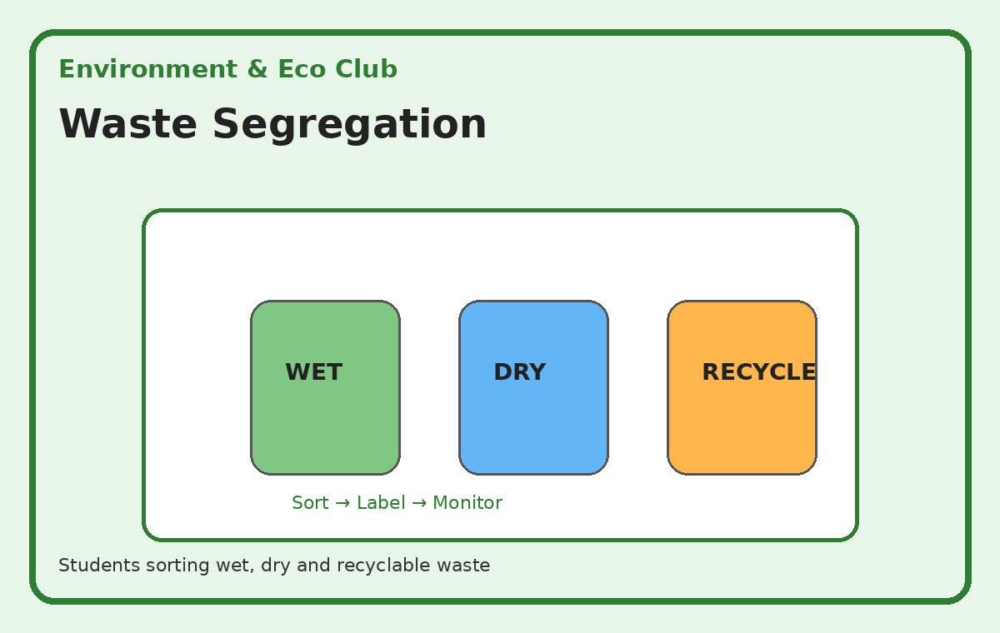 Environment & Eco Club
Waste Segregation
WET
DRY
RECYCLE
Sort → Label → Monitor
Students sorting wet, dry and recyclable waste